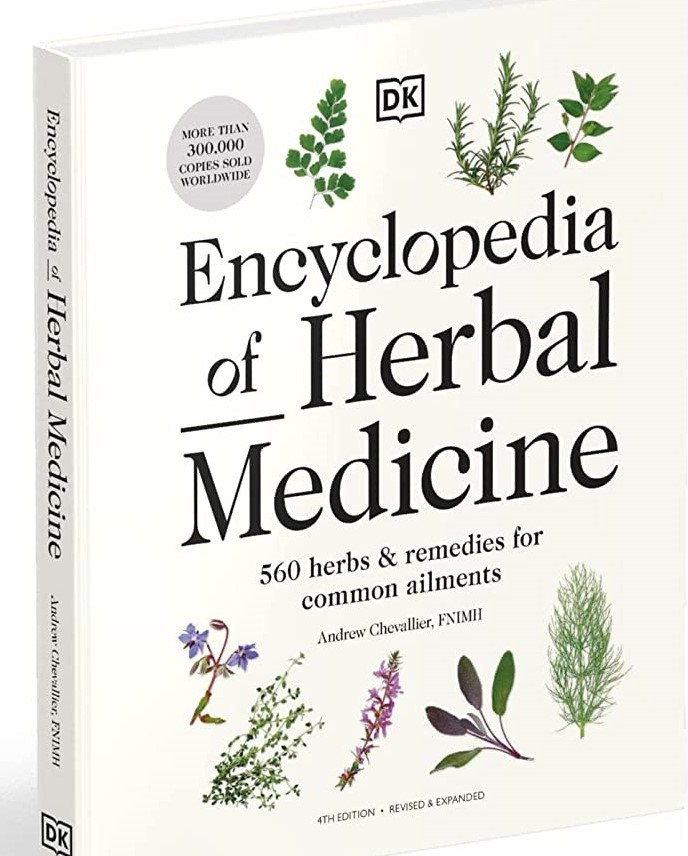 MORE THAN
300,000
COPIES SOLD
WORLDWIDE
DK
Encyclopedia
of Herbal
Medicine
560 herbs & remedies for
common ailments
Andrew Chevallier, FNIMH
4TH EDITION • REVISED & EXPANDED
Encyclopedia of Herbal Medicine
Andrew Chevallier, FNIMH
DK